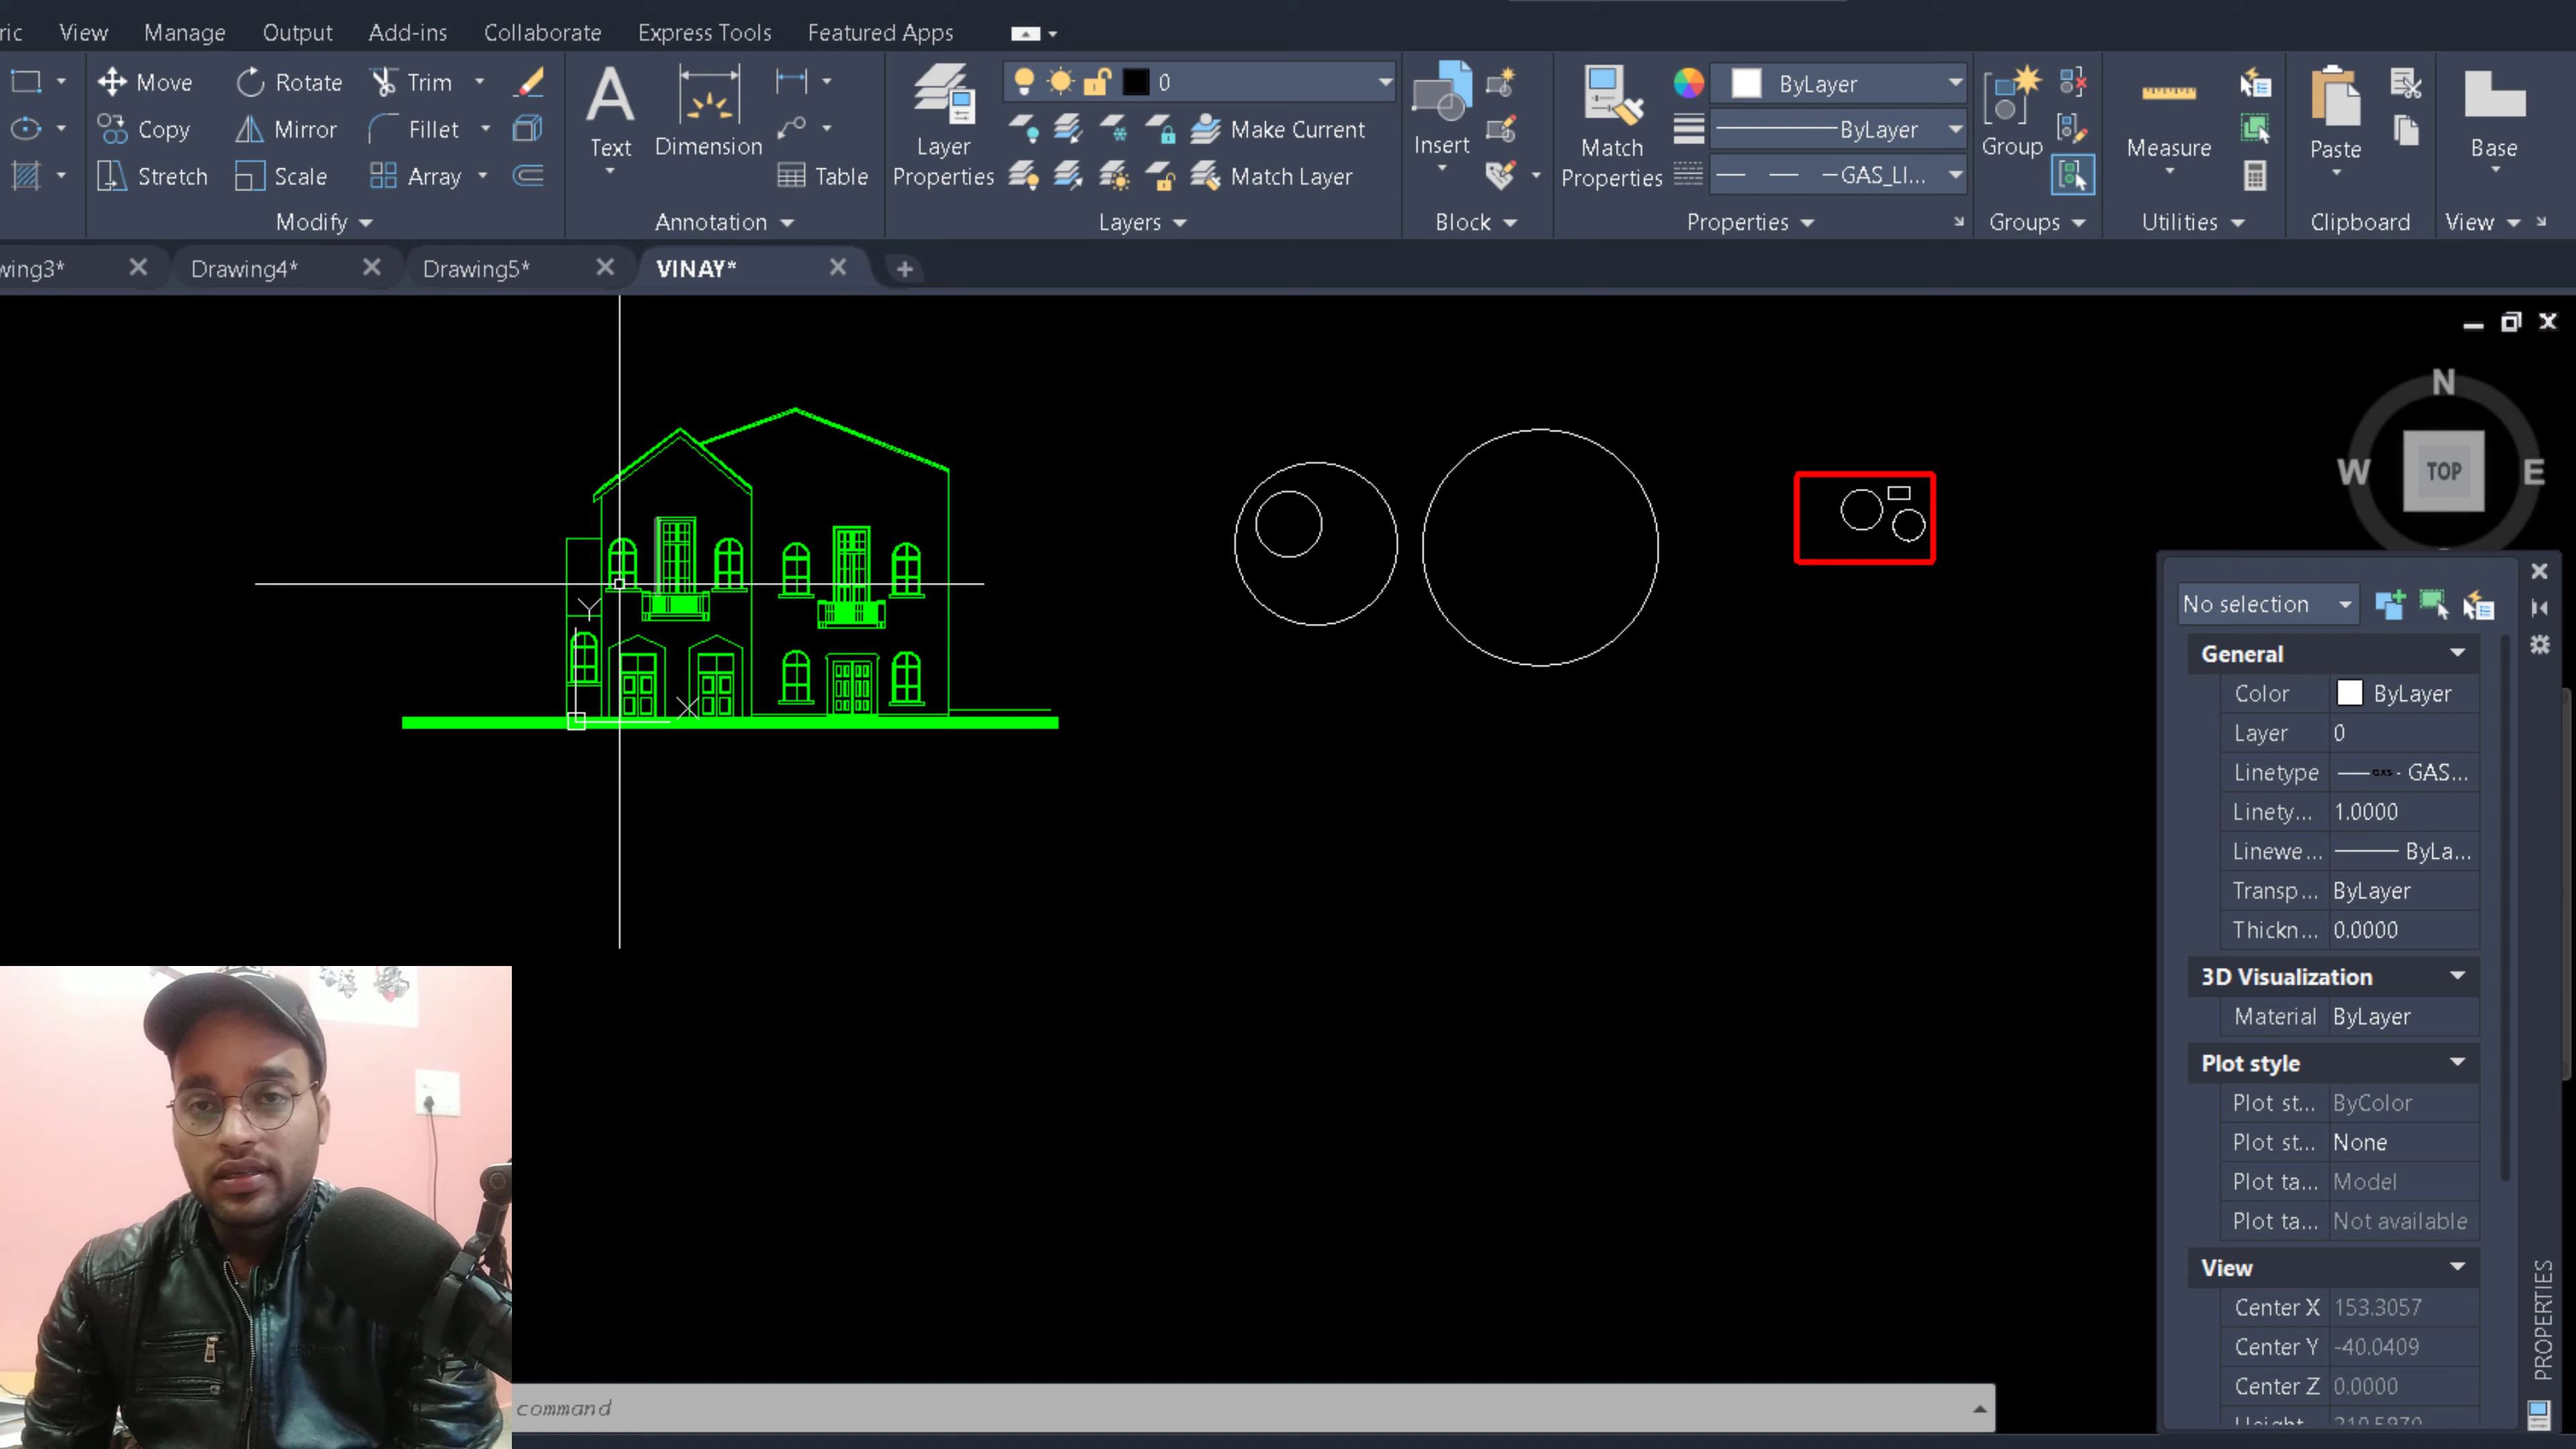 ric View Manage Output Add-ins Collaborate Express Tools Featured Apps
Move Rotate Trim
Copy Mirror Fillet
Stretch Scale Array
Modify
Text
Dimension
Table
Annotation
Layer
Properties
0
Make Current
Match Layer
Layers
Insert
Block
Match
Properties
ByLayer
ByLayer
GAS_LI...
Properties
Group
Groups
Measure
Utilities
Paste
Clipboard
Base
View
wing3* Drawing4* Drawing5* VINAY*
N
W TOP E
Y
X
No selection
General
Color ByLayer
Layer 0
Linetype GAS GAS...
Linety... 1.0000
Linewe... ByLa...
Transp... ByLayer
Thickn... 0.0000
3D Visualization
Material ByLayer
Plot style
Plot st... ByColor
Plot st... None
Plot ta... Model
Plot ta... Not available
View
Center X 153.3057
Center Y -40.0409
Center Z 0.0000
Height 210.5970
PROPERTIES
command